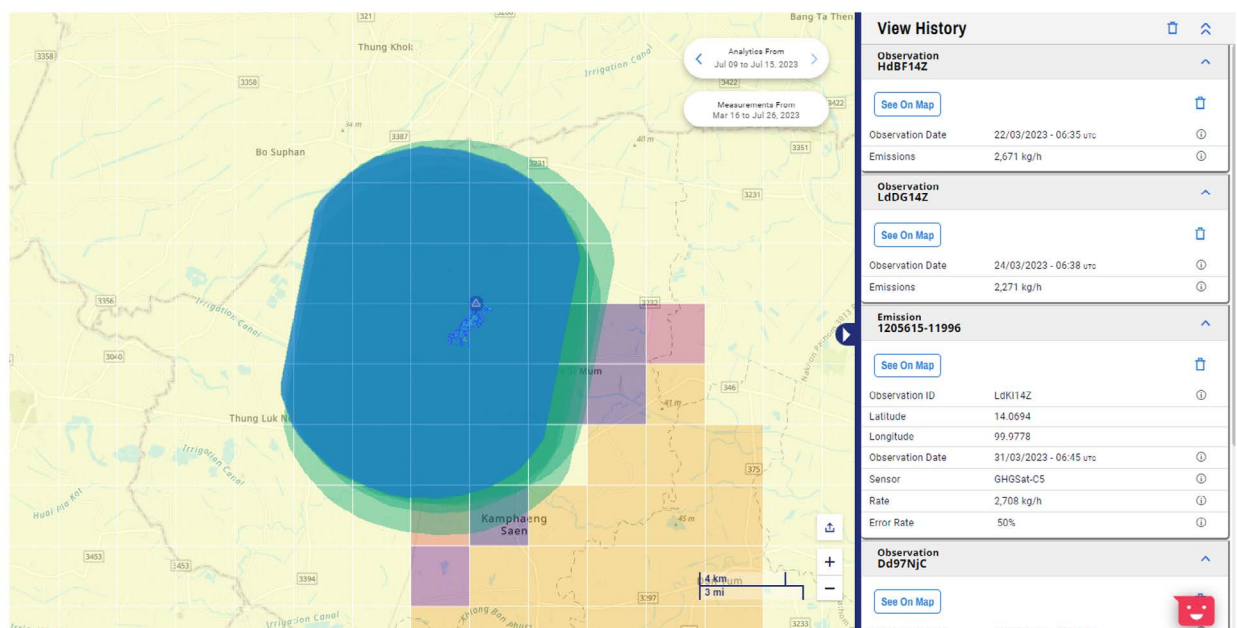 321
Bang Ta Then
Thung Khok
3358
Irrigation Canal
Analytics From
Jul 09 to Jul 15, 2023
3358
3422
Measurements From
Mar 16 to Jul 26, 2023
3422
34 m
3387
40 m
3351
Bo Suphan
3231
3231
3356
Irrigation Canal
3232
3040
Mum
346
41 m
Thung Luk N
Irrigation Canal
375
Kamphaeng
Saen
45 m
3453
3453
3394
4 km
3 mi
3297
Irrigation Canal
3233
View History
Observation
HdBF14Z
See On Map
Observation Date 22/03/2023 - 06:35 UTC
Emissions 2,671 kg/h
Observation
LdDG14Z
See On Map
Observation Date 24/03/2023 - 06:38 UTC
Emissions 2,271 kg/h
Emission
1205615-11996
See On Map
Observation ID LdKI14Z
Latitude 14.0694
Longitude 99.9778
Observation Date 31/03/2023 - 06:45 UTC
Sensor GHGSat-C5
Rate 2,708 kg/h
Error Rate 50%
Observation
Dd97NjC
See On Map